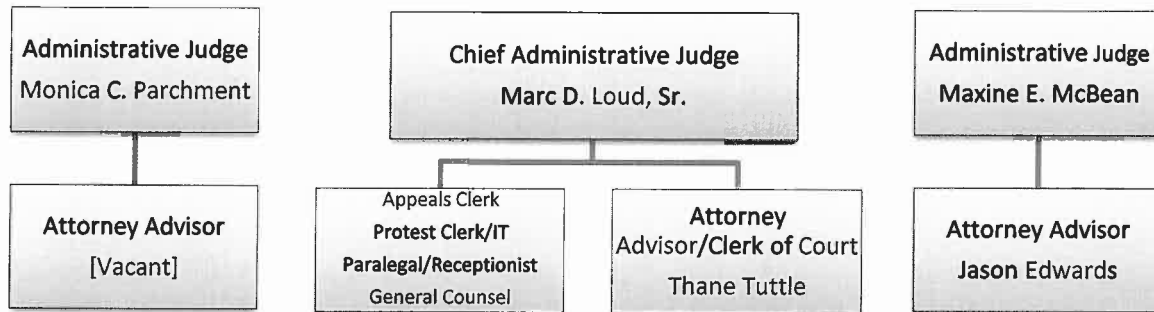 Administrative Judge
Monica C. Parchment
Chief Administrative Judge
Marc D. Loud, Sr.
Administrative Judge
Maxine E. McBean
Attorney Advisor
[Vacant]
Appeals Clerk
Protest Clerk/IT
Paralegal/Receptionist
General Counsel
Attorney
Advisor/Clerk of Court
Thane Tuttle
Attorney Advisor
Jason Edwards